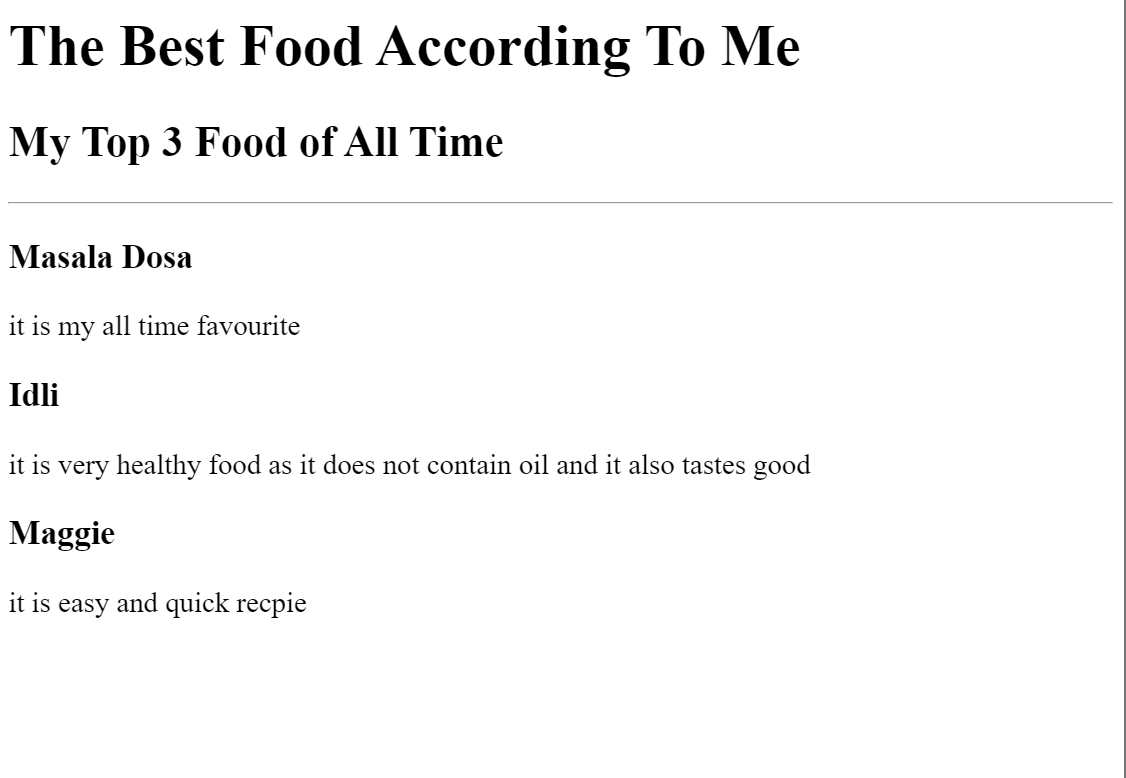 The Best Food According To Me
My Top 3 Food of All Time
Masala Dosa
it is my all time favourite
Idli
it is very healthy food as it does not contain oil and it also tastes good
Maggie
it is easy and quick recpie